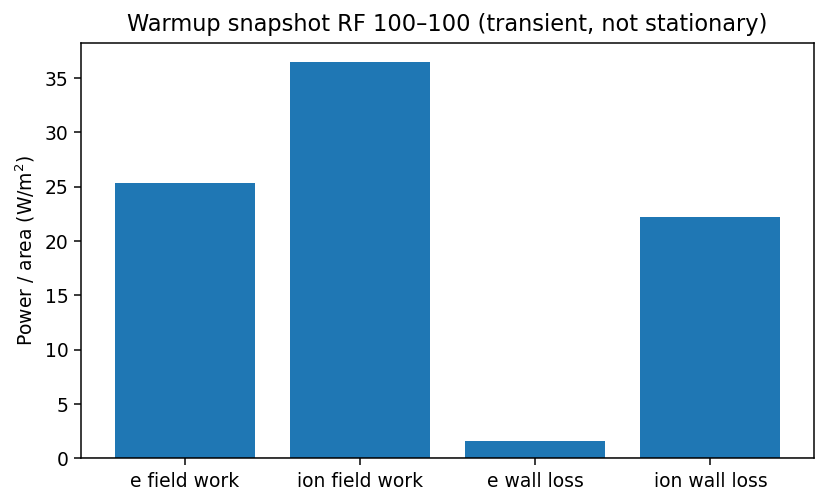 Warmup snapshot RF 100–100 (transient, not stationary)
Power / area (W/m²)
35
30
25
20
15
10
5
0
e field work
ion field work
e wall loss
ion wall loss